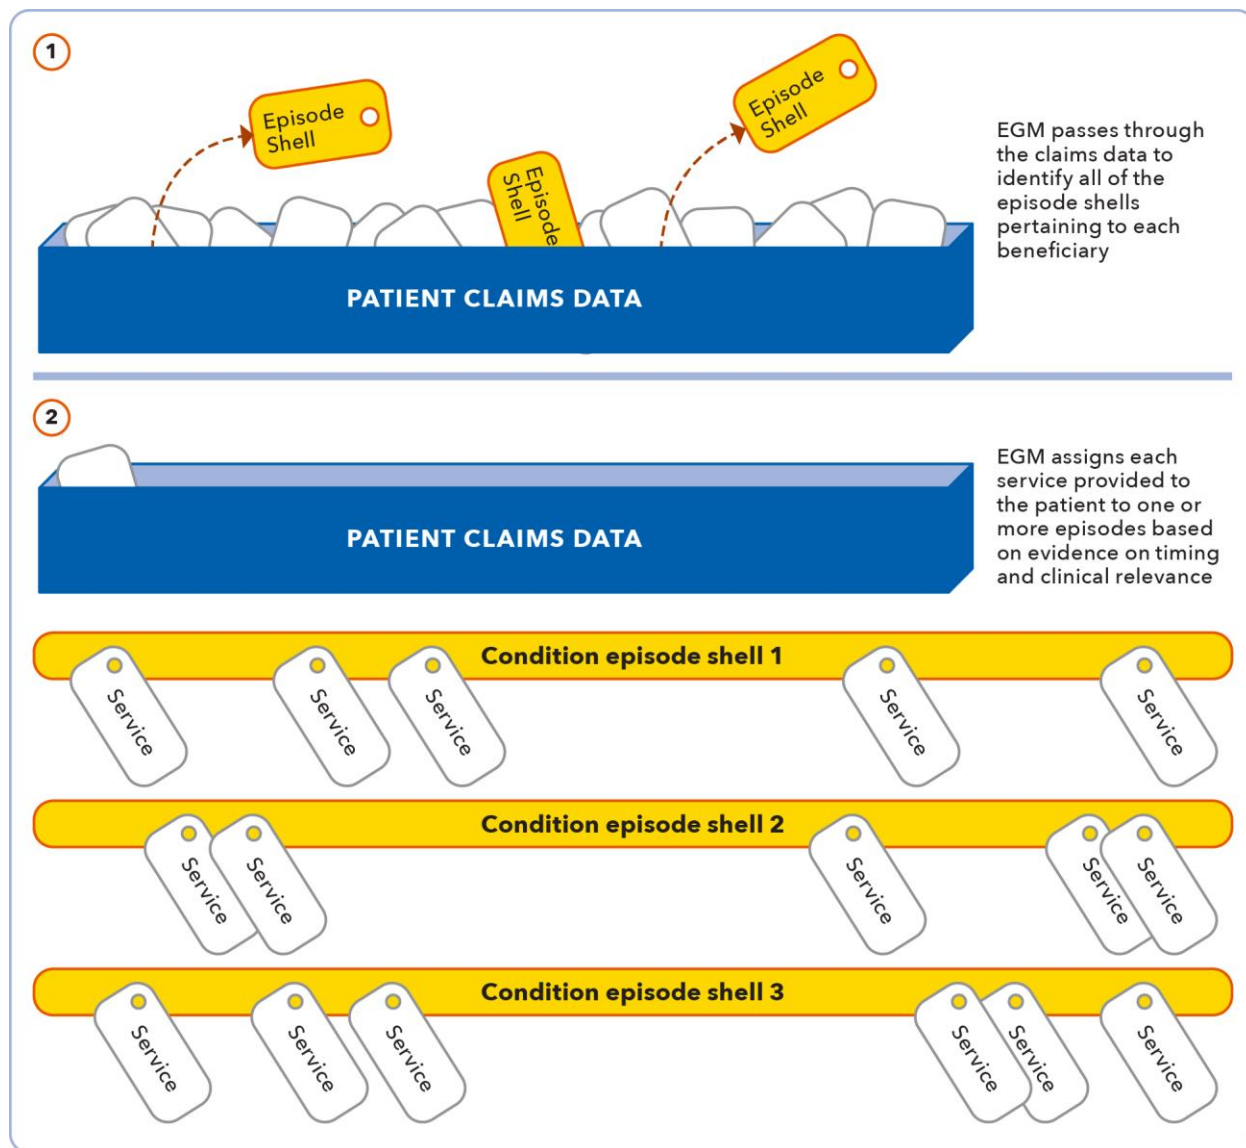 1
Episode
Shell
Episode
Shell
Episode
Shell
EGM passes through
the claims data to
identify all of the
episode shells
pertaining to each
beneficiary
PATIENT CLAIMS DATA
2
EGM assigns each
service provided to
the patient to one or
more episodes based
on evidence on timing
and clinical relevance
PATIENT CLAIMS DATA
Condition episode shell 1
Service
Service
Service
Service
Service
Condition episode shell 2
Service
Service
Service
Service
Service
Condition episode shell 3
Service
Service
Service
Service
Service
Service